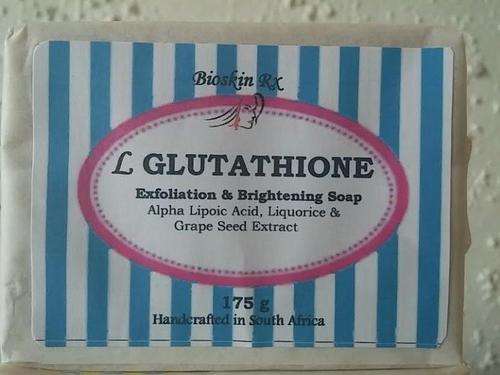 Bioskin Rx
L GLUTATHIONE
Exfoliation & Brightening Soap
Alpha Lipoic Acid, Liquorice &
Grape Seed Extract
175 g
Handcrafted in South Africa